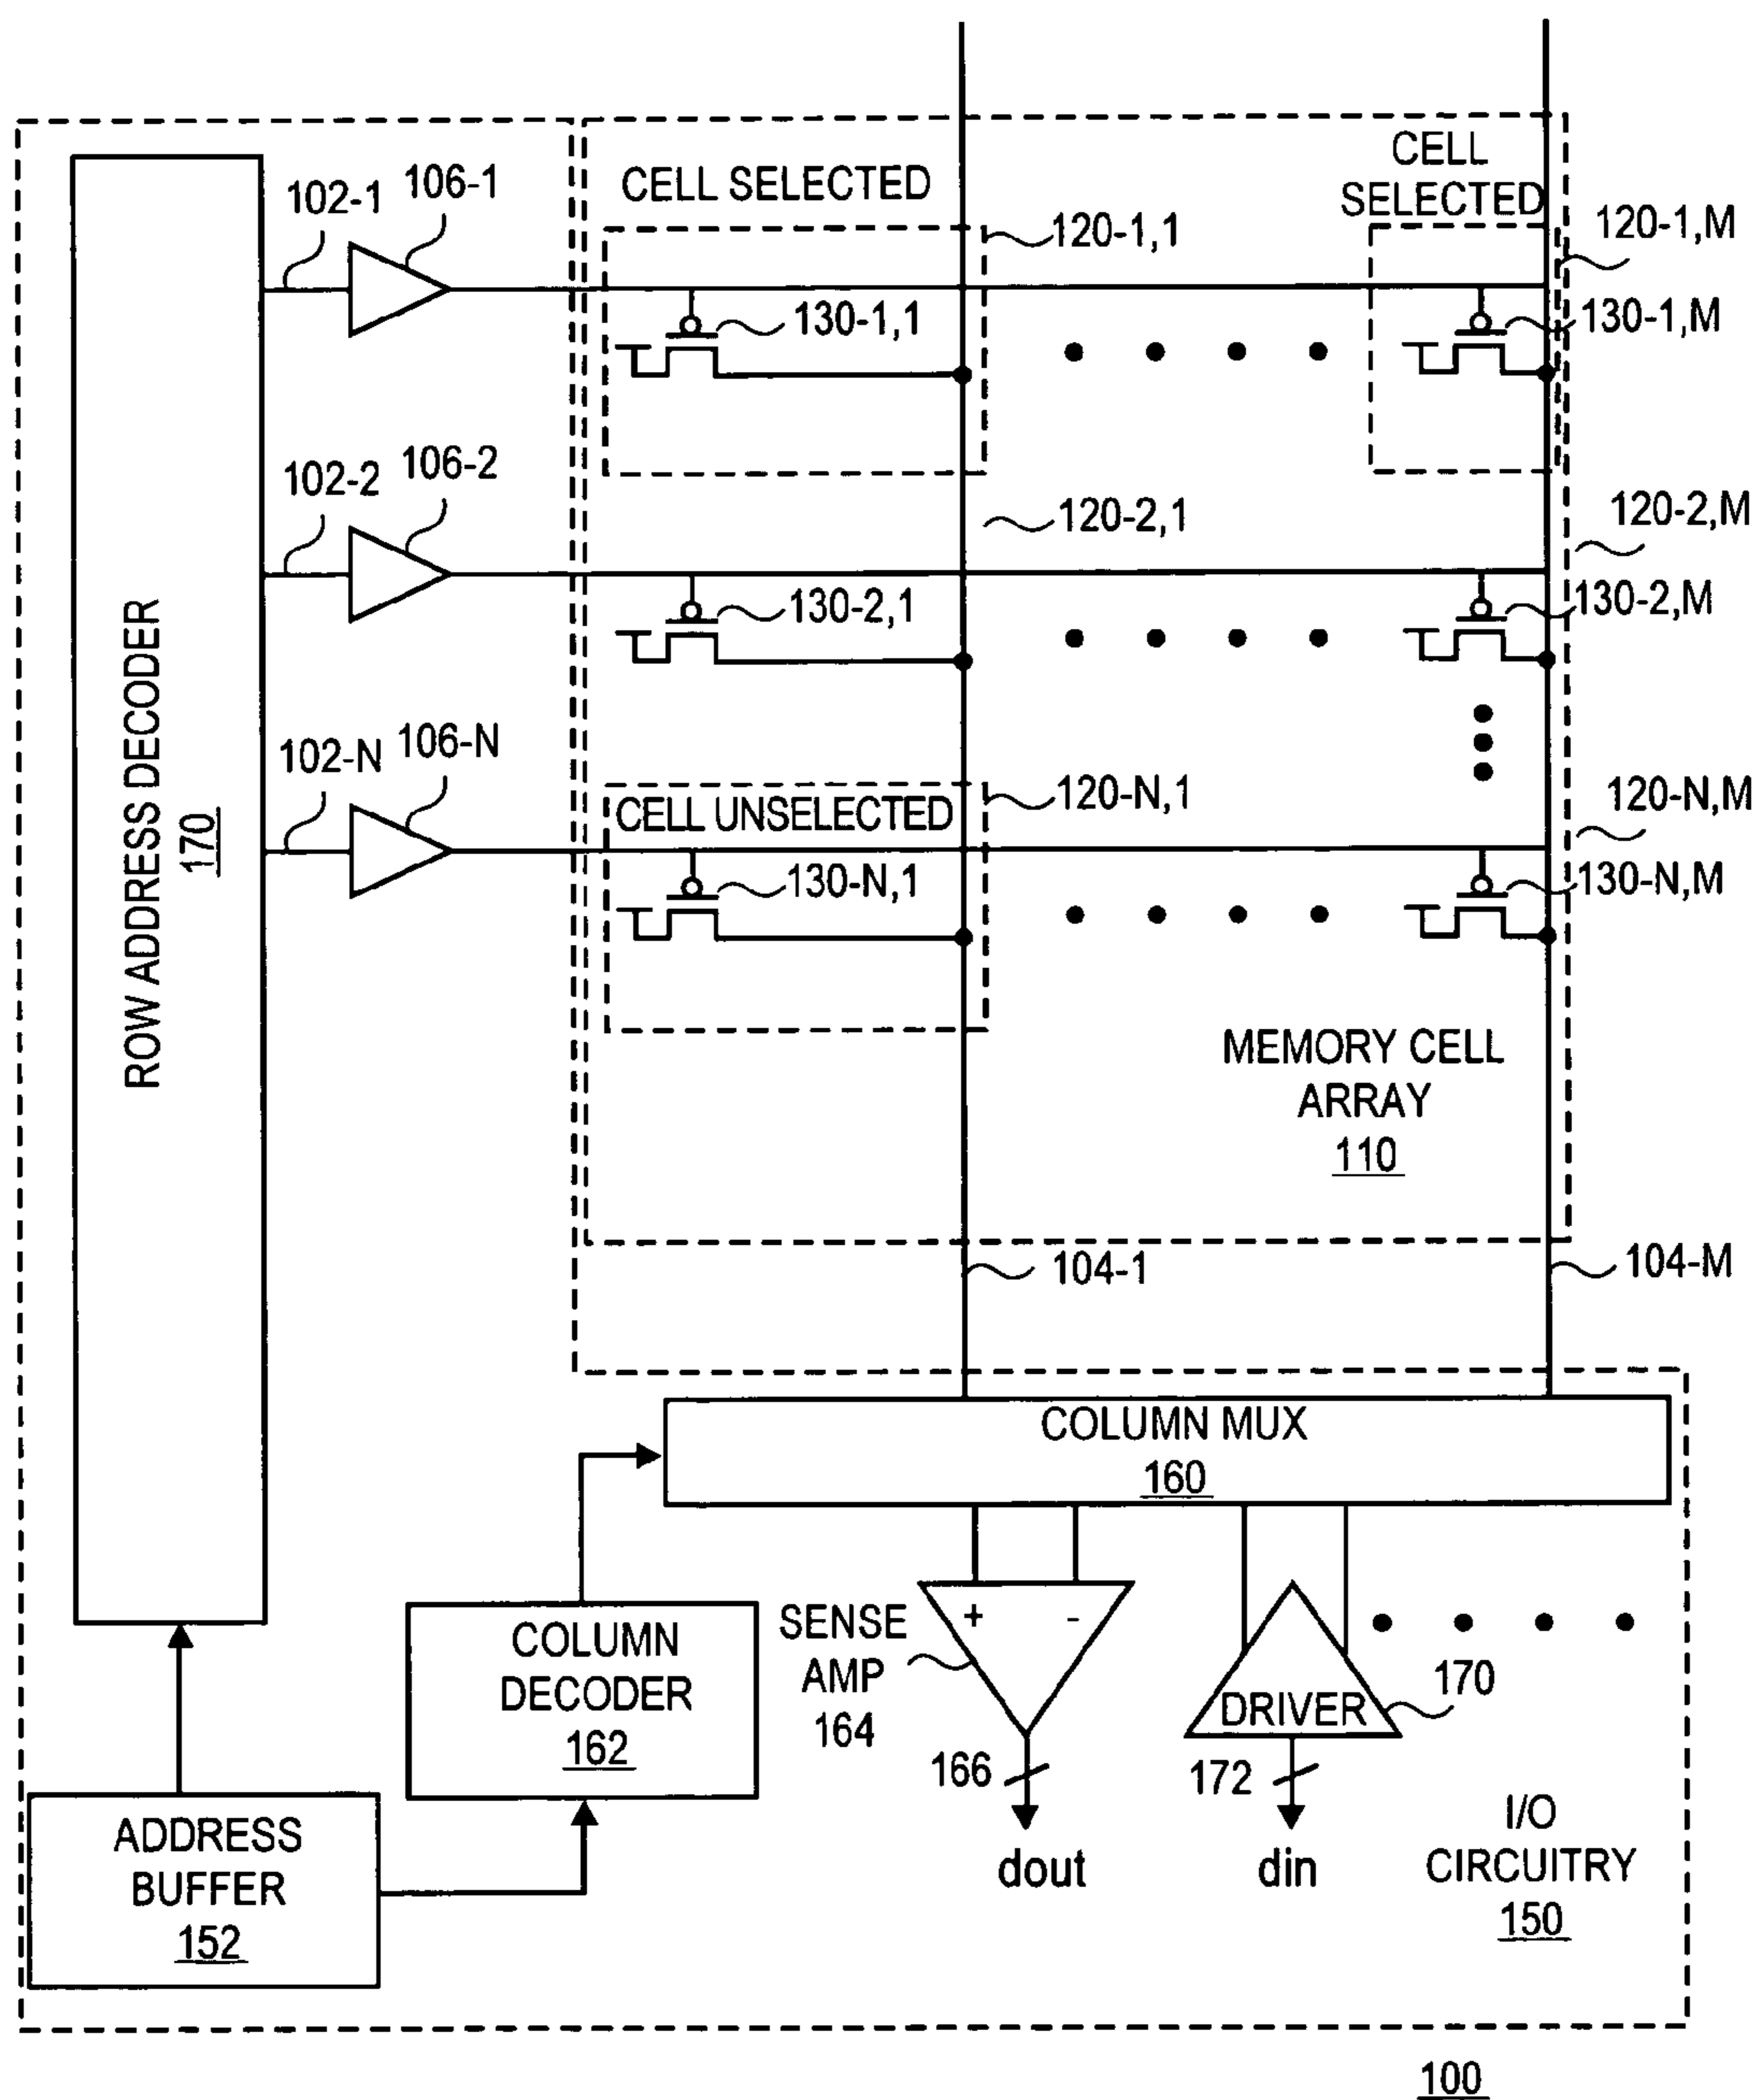 CELL SELECTED
CELL
SELECTED
102-1
106-1
120-1,1
120-1,M
130-1,1
130-1,M
102-2
106-2
120-2,1
120-2,M
130-2,1
130-2,M
ROW ADDRESS DECODER
170
102-N
106-N
CELL UNSELECTED
120-N,1
120-N,M
130-N,1
130-N,M
MEMORY CELL
ARRAY
110
104-1
104-M
COLUMN MUX
160
COLUMN
DECODER
162
SENSE
AMP
164
+
-
DRIVER
170
166
172
dout
din
ADDRESS
BUFFER
152
I/O
CIRCUITRY
150
100